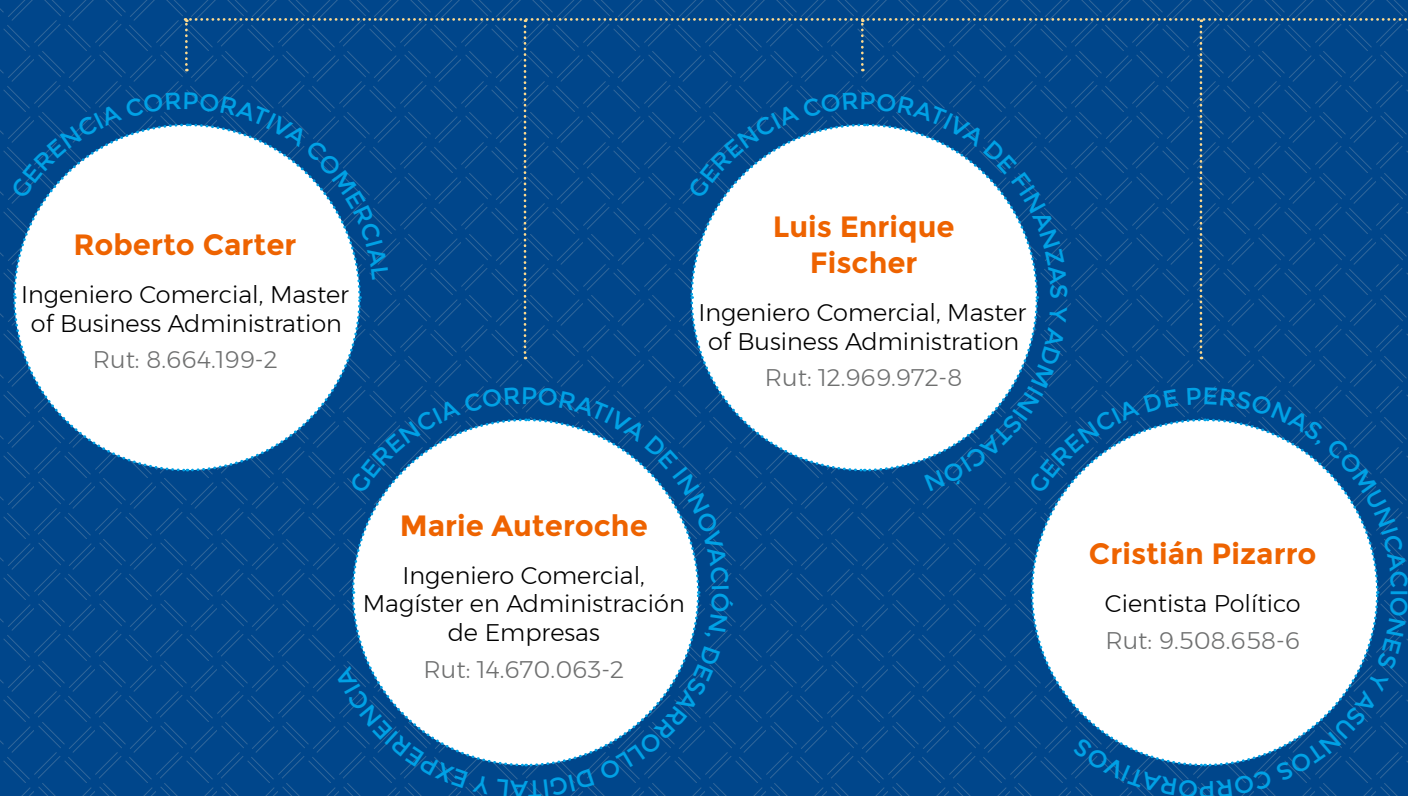 GERENCIA CORPORATIVA COMERCIAL
Roberto Carter
Ingeniero Comercial, Master
of Business Administration
Rut: 8.664.199-2
GERENCIA CORPORATIVA DE INNOVACIÓN, DESARROLLO DIGITAL Y EXPERIENCIA
Marie Auteroche
Ingeniero Comercial,
Magíster en Administración
de Empresas
Rut: 14.670.063-2
GERENCIA CORPORATIVA DE FINANZAS Y ADMINISTACIÓN
Luis Enrique
Fischer
Ingeniero Comercial, Master
of Business Administration
Rut: 12.969.972-8
GERENCIA DE PERSONAS, COMUNICACIONES Y ASUNTOS CORPORATIVOS
Cristián Pizarro
Cientista Político
Rut: 9.508.658-6